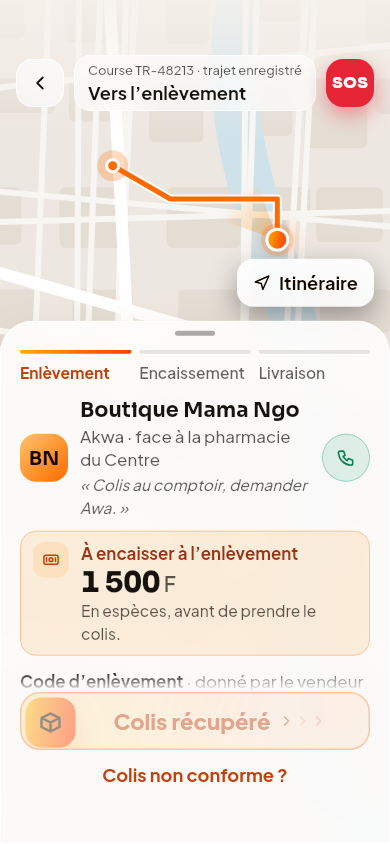 Course TR-48213 · trajet enregistré
Vers l’enlèvement
SOS
Itinéraire
Enlèvement
Encaissement
Livraison
BN
Boutique Mama Ngo
Akwa · face à la pharmacie
du Centre
« Colis au comptoir, demander
Awa. »
À encaisser à l’enlèvement
1 500 F
En espèces, avant de prendre le
colis.
Code d’enlèvement · donné par le vendeur
Colis récupéré
Colis non conforme ?